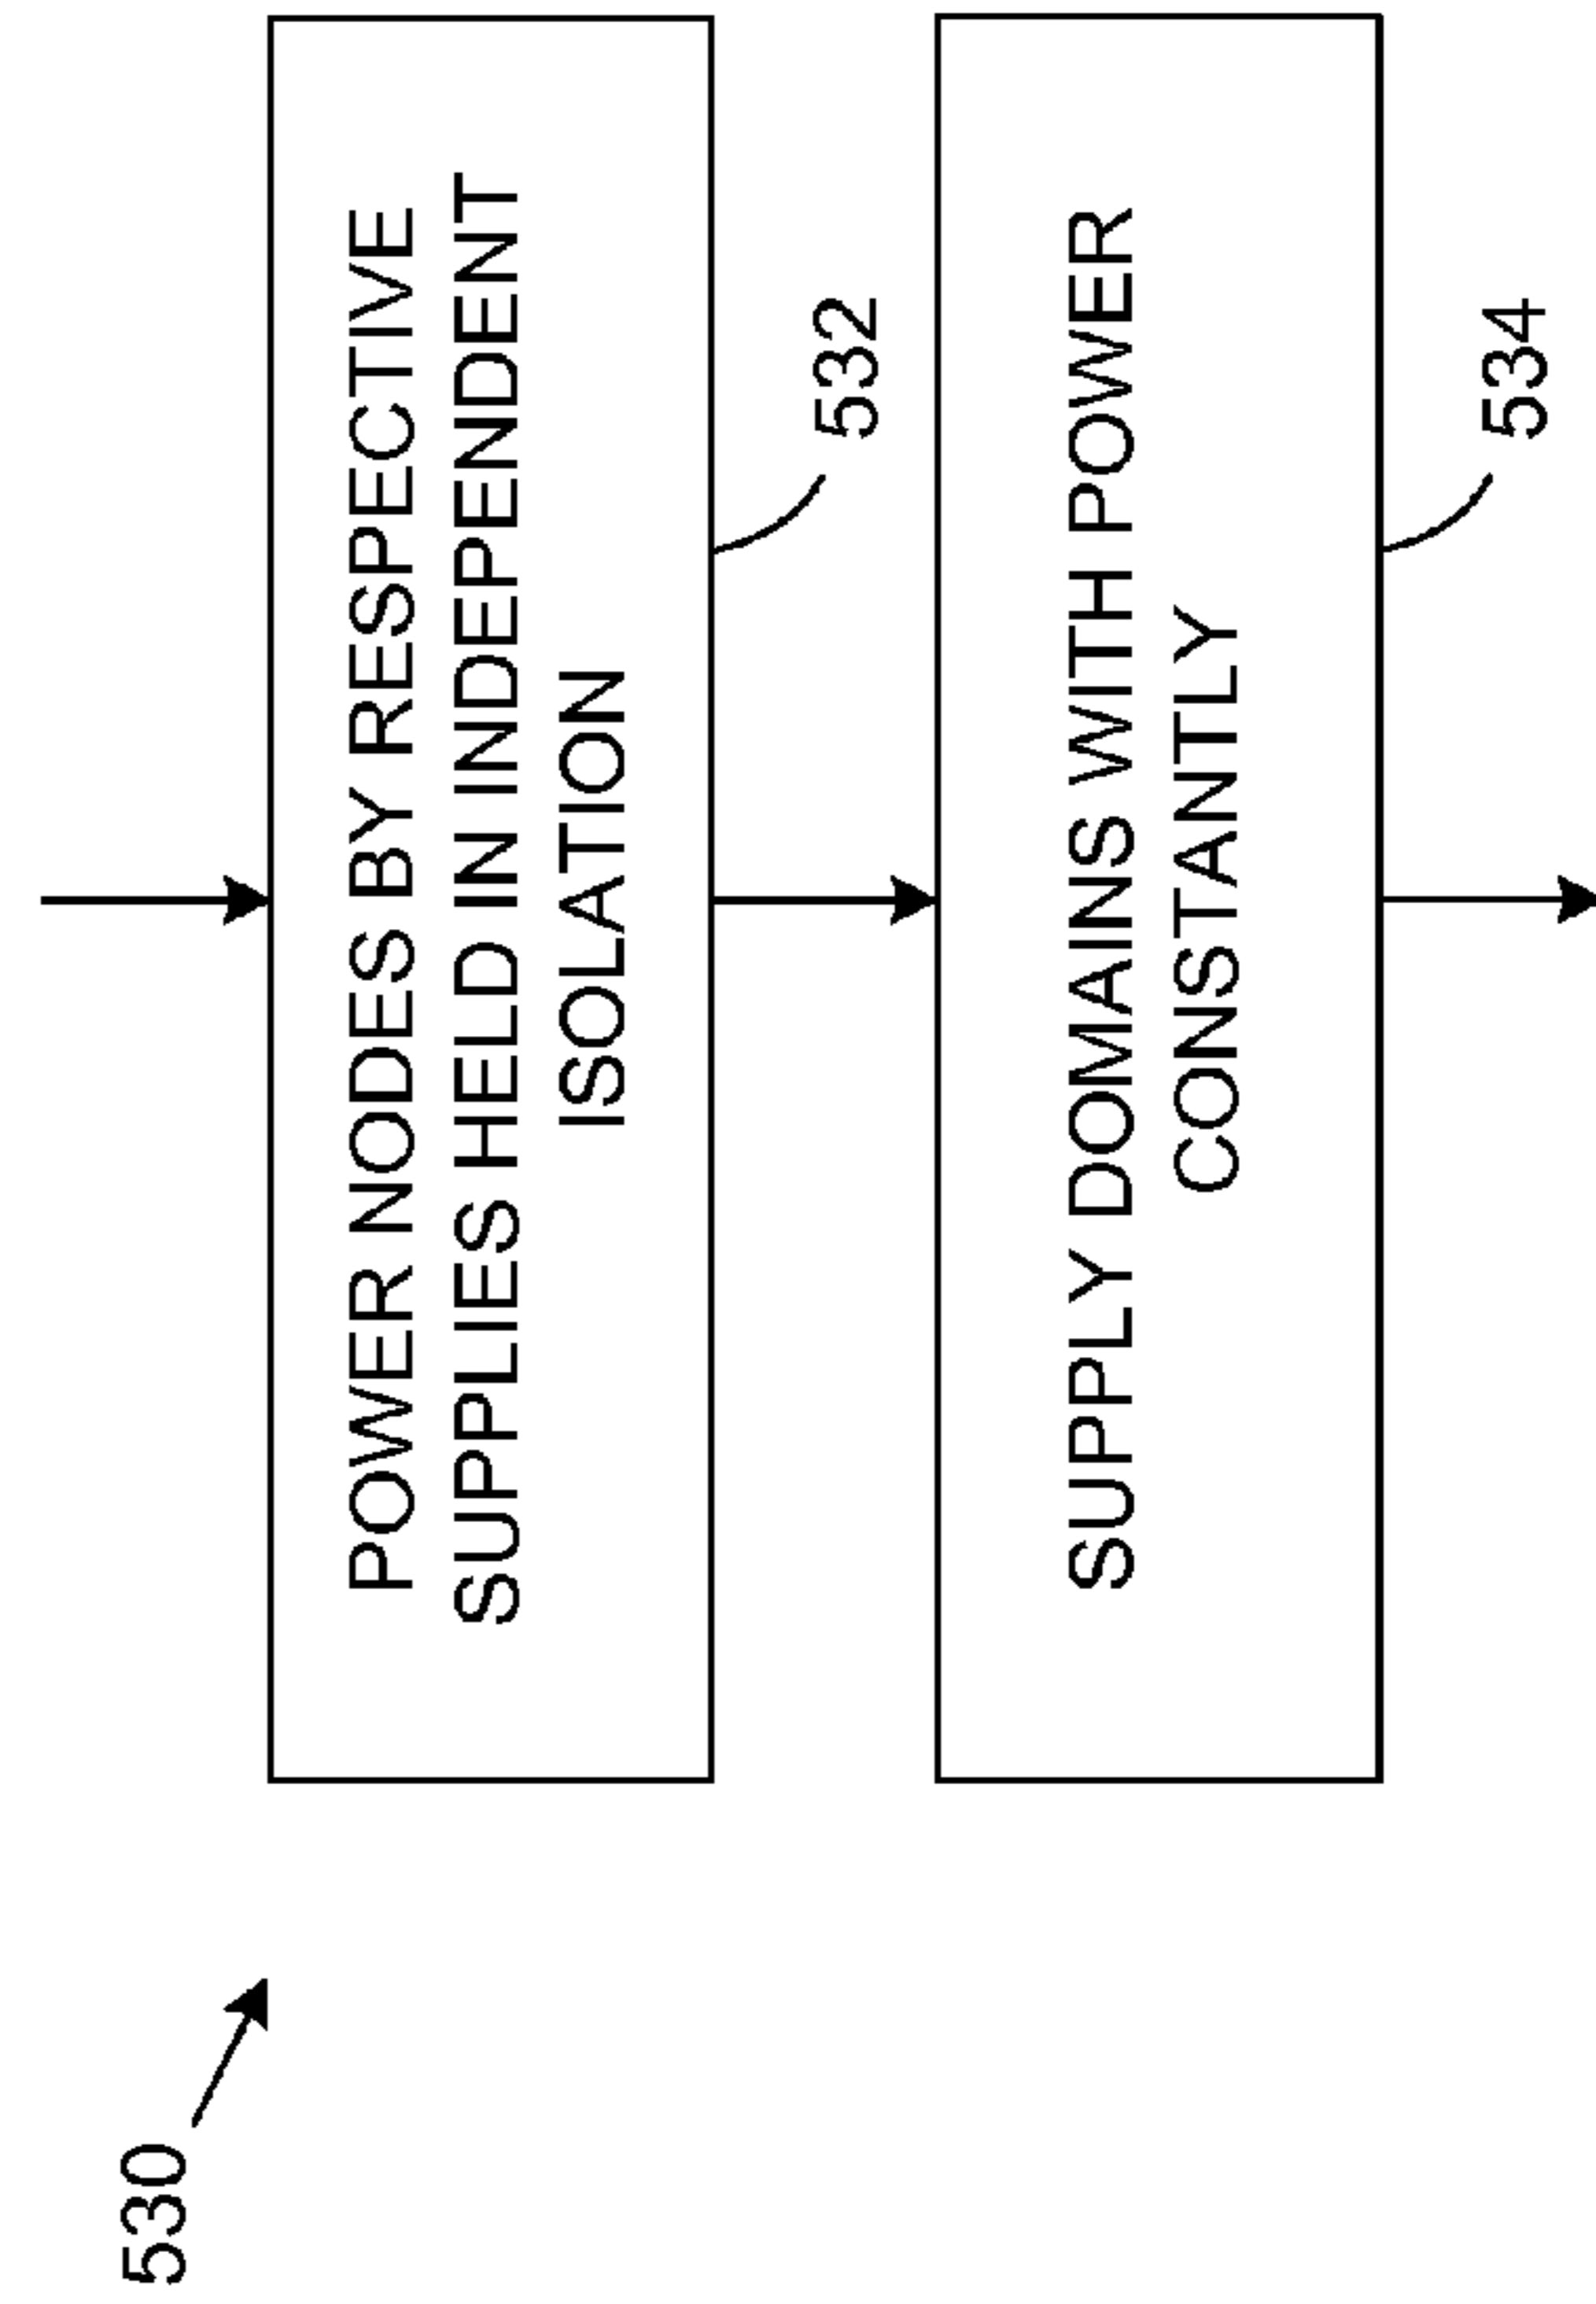 530
POWER NODES BY RESPECTIVE
SUPPLIES HELD IN INDEPENDENT
ISOLATION
532
SUPPLY DOMAINS WITH POWER
CONSTANTLY
534